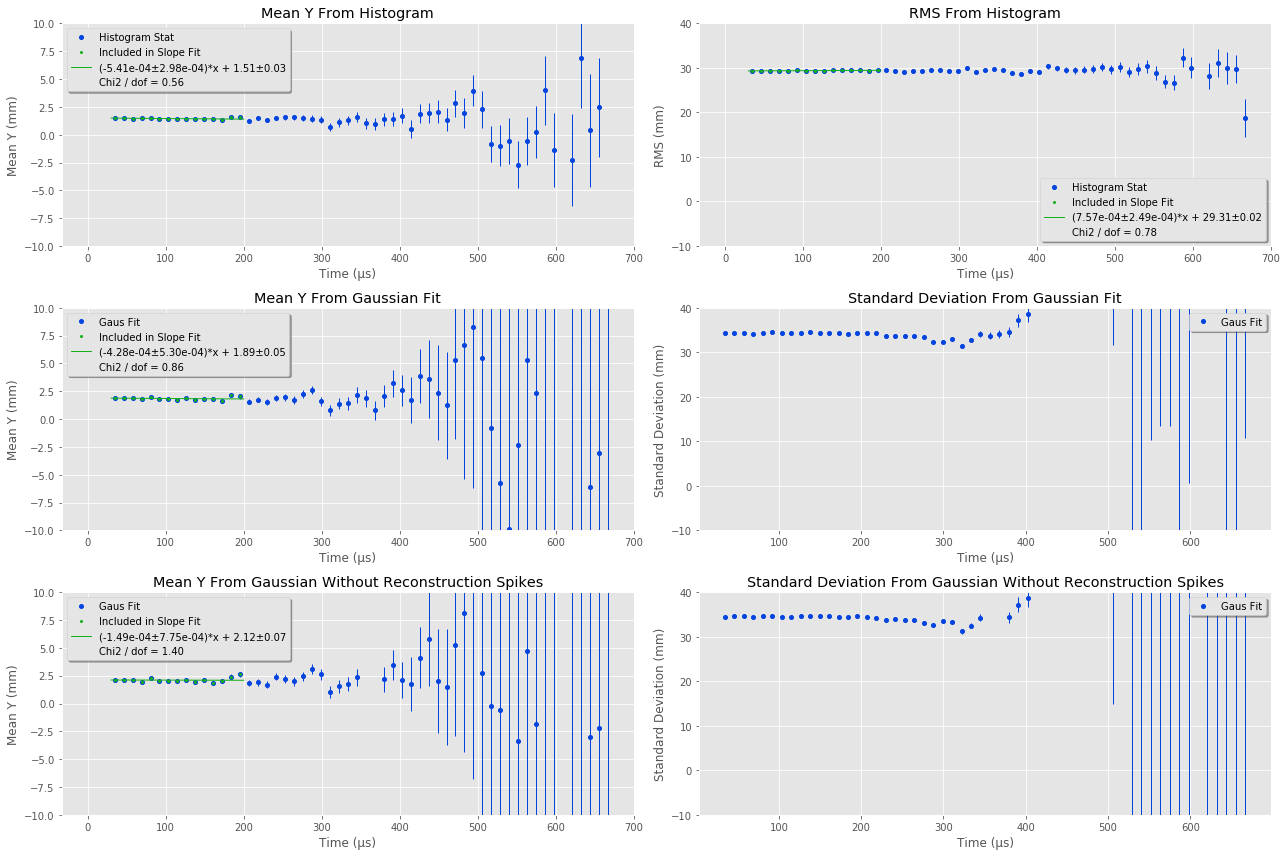 Mean Y From Histogram
10.0
7.5
5.0
2.5
0.0
−2.5
−5.0
−7.5
−10.0
Mean Y (mm)
Histogram Stat
Included in Slope Fit
(-5.41e-04±2.98e-04)*x + 1.51±0.03
Chi2 / dof = 0.56
0 100 200 300 400 500 600 700
Time (μs)
RMS From Histogram
40
30
20
10
0
−10
RMS (mm)
Histogram Stat
Included in Slope Fit
(7.57e-04±2.49e-04)*x + 29.31±0.02
Chi2 / dof = 0.78
0 100 200 300 400 500 600 700
Time (μs)
Mean Y From Gaussian Fit
10.0
7.5
5.0
2.5
0.0
−2.5
−5.0
−7.5
−10.0
Mean Y (mm)
Gaus Fit
Included in Slope Fit
(-4.28e-04±5.30e-04)*x + 1.89±0.05
Chi2 / dof = 0.86
0 100 200 300 400 500 600 700
Time (μs)
Standard Deviation From Gaussian Fit
40
30
20
10
0
−10
Standard Deviation (mm)
Gaus Fit
100 200 300 400 500 600
Time (μs)
Mean Y From Gaussian Without Reconstruction Spikes
10.0
7.5
5.0
2.5
0.0
−2.5
−5.0
−7.5
−10.0
Mean Y (mm)
Gaus Fit
Included in Slope Fit
(-1.49e-04±7.75e-04)*x + 2.12±0.07
Chi2 / dof = 1.40
0 100 200 300 400 500 600 700
Time (μs)
Standard Deviation From Gaussian Without Reconstruction Spikes
40
30
20
10
0
−10
Standard Deviation (mm)
Gaus Fit
100 200 300 400 500 600
Time (μs)